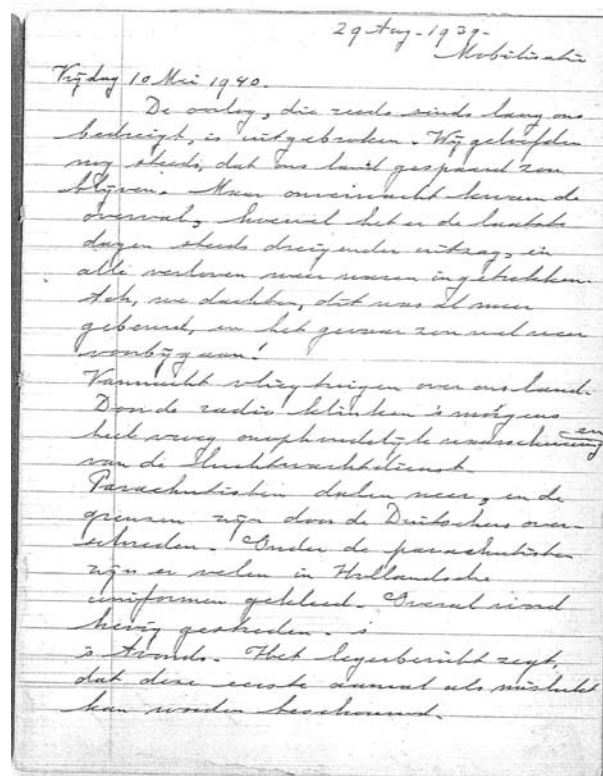 29 Aug - 1939 -
Mobilisatie
Vrijdag 10 Mei 1940.
De oorlog, die reeds sinds lang ons
bedreigt, is uitgebroken. Wij geloofden
nog steeds, dat ons land gespaard zou
blijven. Maar onverwacht kwam de
overval, hoewel het er de laatste
dagen steeds dreigender uitzag, en
alle verloven weer waren ingetrokken.
Ach, we dachten, dit was al meer
gebeurd, en het gevaar zou wel weer
voorbijgaan!
Vannacht vliegtuigen over ons land.
Door de radio klinken 's morgens
heel vroeg onophoudelijke waarschuwingen
van de Luchtwachtdienst.
Parachutisten dalen neer, en de
grenzen zijn door de Duitschers over-
schreden. Onder de parachutisten
zijn er velen in Hollandsche
uniformen gekleed. Overal wordt
hevig gestreden. s
's Avonds. Het legerbericht zegt,
dat deze eerste aanval als mislukt
kan worden beschouwd.